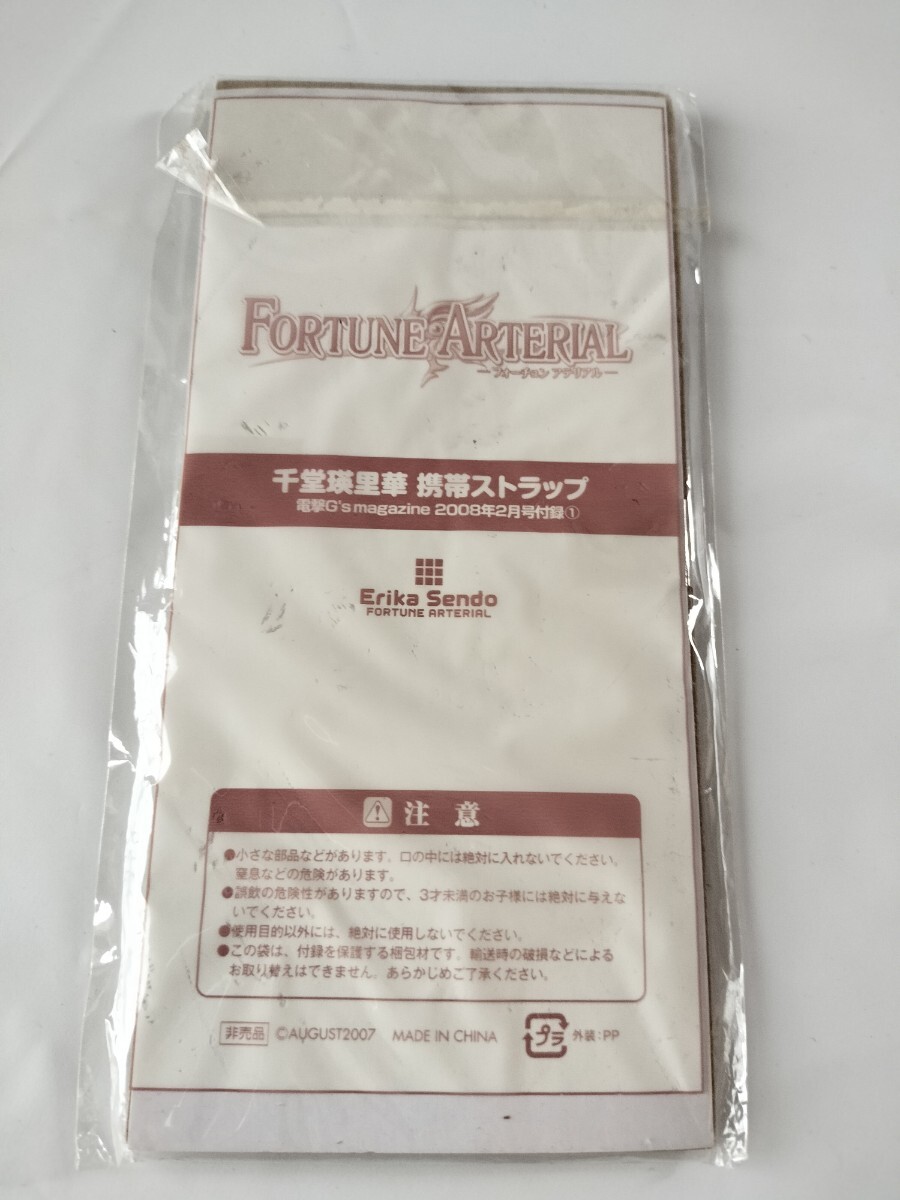 FORTUNE ARTERIAL
ー フォーチュン アテリアル ー
千堂瑛里華 携帯ストラップ
電撃G's magazine 2008年2月号付録①
Erika Sendo
FORTUNE ARTERIAL
注意
●小さな部品などがあります。口の中には絶対に入れないでください。
窒息などの危険があります。
●誤飲の危険性がありますので、3才未満のお子様には絶対に与えな
いでください。
●使用目的以外には、絶対に使用しないでください。
●この袋は、付録を保護する梱包材です。輸送時の破損などによる
お取り替えはできません。あらかじめご了承ください。
非売品 ©AUGUST2007 MADE IN CHINA プラ 外装:PP